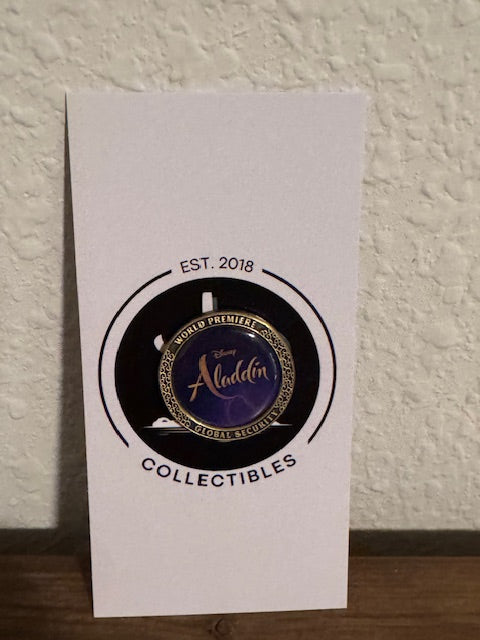 EST. 2018
WORLD PREMIERE
Disney
Aladdin
GLOBAL SECURITY
COLLECTIBLES